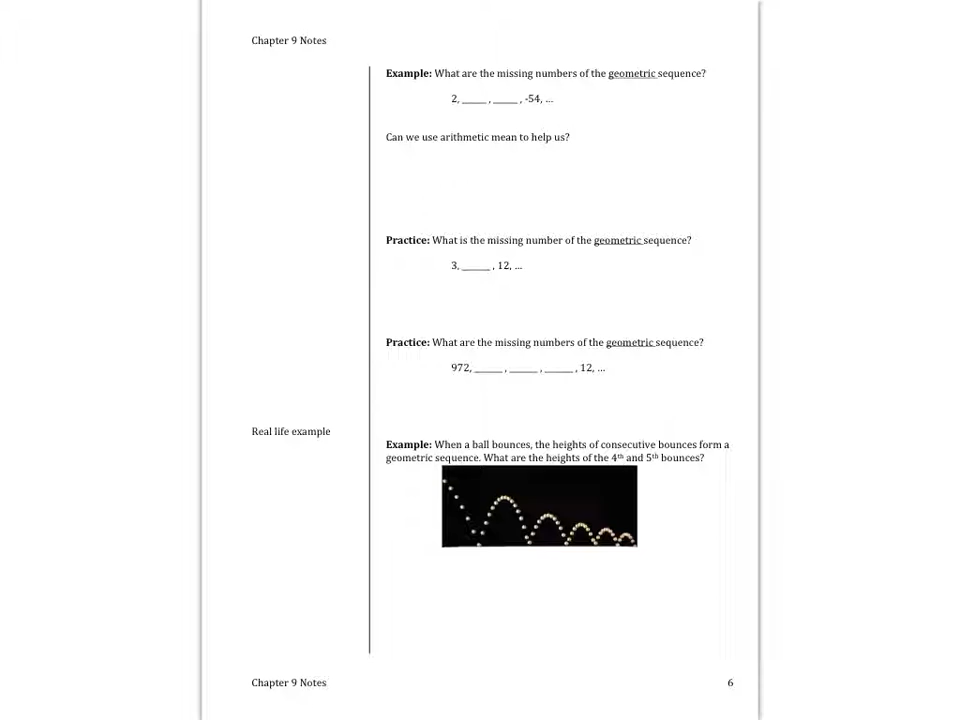 Chapter 9 Notes
Example: What are the missing numbers of the geometric sequence?
2, _____ , _____ , -54, ...
Can we use arithmetic mean to help us?
Practice: What is the missing number of the geometric sequence?
3, ______ , 12, ...
Practice: What are the missing numbers of the geometric sequence?
972, ______ , ______ , ______ , 12, ...
Real life example
Example: When a ball bounces, the heights of consecutive bounces form a
geometric sequence. What are the heights of the 4th and 5th bounces?
Chapter 9 Notes
6